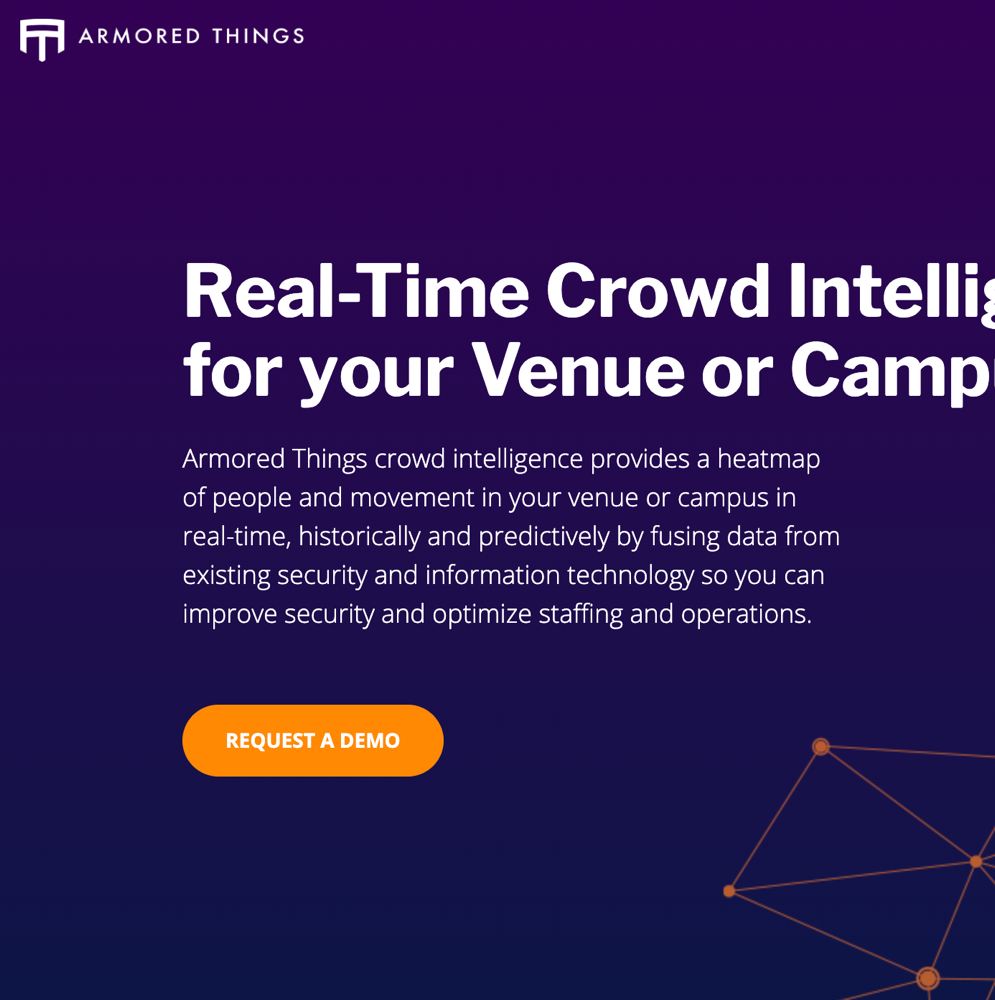 ARMORED THINGS
Real-Time Crowd Intellig
for your Venue or Camp
Armored Things crowd intelligence provides a heatmap
of people and movement in your venue or campus in
real-time, historically and predictively by fusing data from
existing security and information technology so you can
improve security and optimize staffing and operations.
REQUEST A DEMO